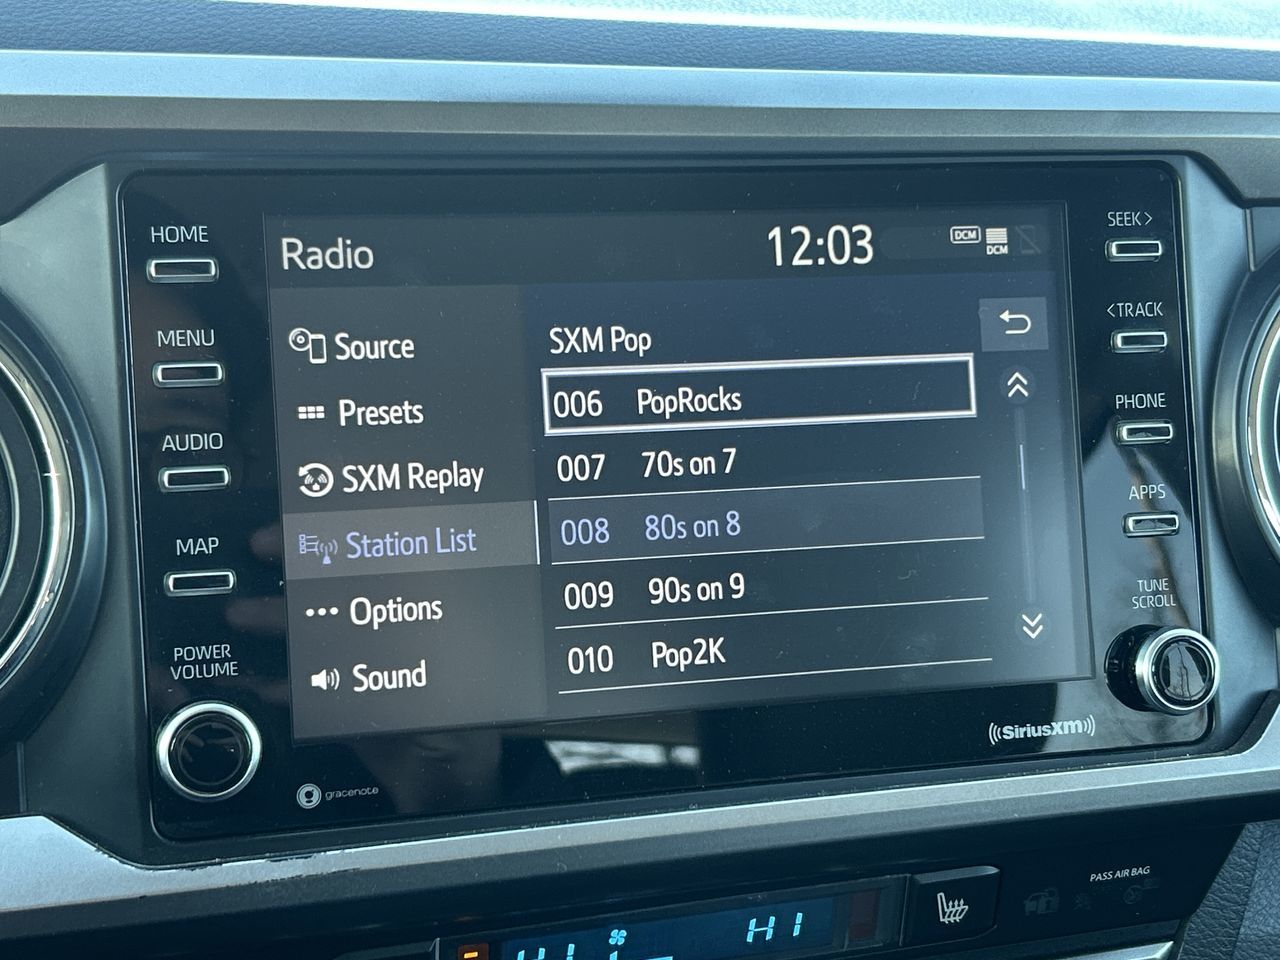 HOME
MENU
AUDIO
MAP
POWER
VOLUME
Radio
12:03
DCM
DCM
Source
Presets
SXM Replay
Station List
Options
Sound
SXM Pop
006 PopRocks
007 70s on 7
008 80s on 8
009 90s on 9
010 Pop2K
SEEK>
<TRACK
PHONE
APPS
TUNE
SCROLL
gracenote
SiriusXM
PASS AIR BAG
HI
HI